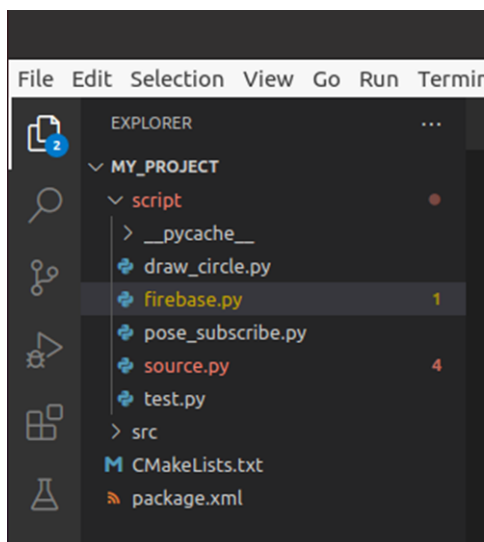 File Edit Selection View Go Run
EXPLORER ...
2
MY_PROJECT
script
__pycache__
draw_circle.py
firebase.py 1
pose_subscribe.py
source.py 4
test.py
src
M CMakeLists.txt
package.xml